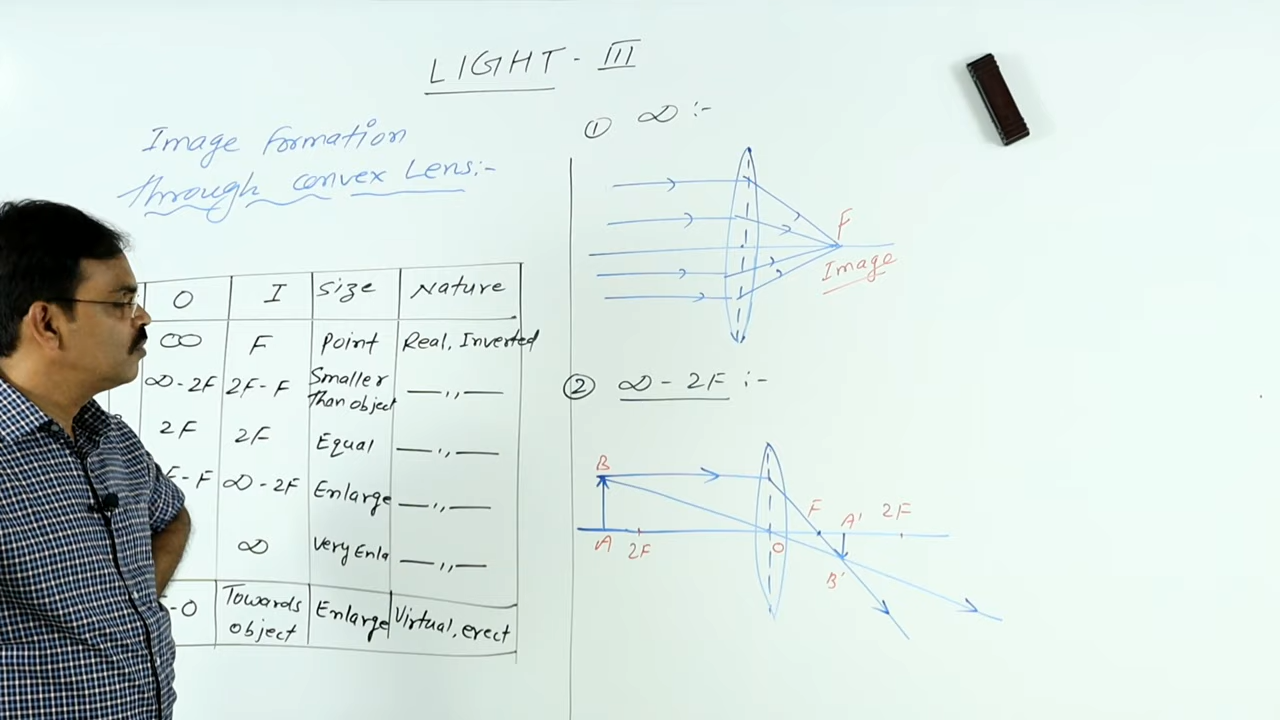 LIGHT - III
Image formation
through convex Lens:-
O I Size Nature
∞ F Point Real, Inverted
∞ - 2F 2F - F Smaller than object —〃—
2F 2F Equal —〃—
F - F ∞ - 2F Enlarge —〃—
∞ Very Enla —〃—
-O Towards object Enlarge Virtual, erect
① ∞ :-
F
Image
② ∞ - 2F :-
B
F A' 2F
A 2F O
B'